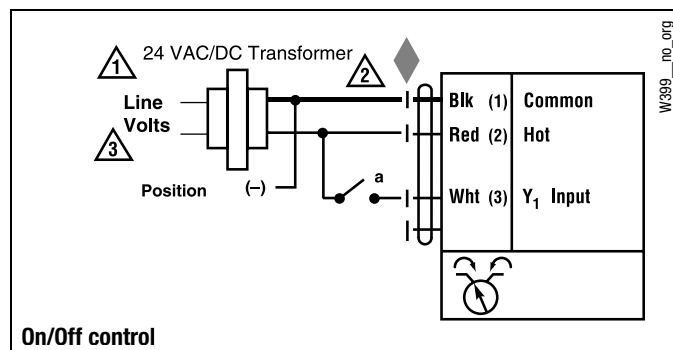 1 24 VAC/DC Transformer
2
Line
Volts
3
Position (–)
a
Blk (1) Common
Red (2) Hot
Wht (3) Y₁ Input
On/Off control
W399__no_org